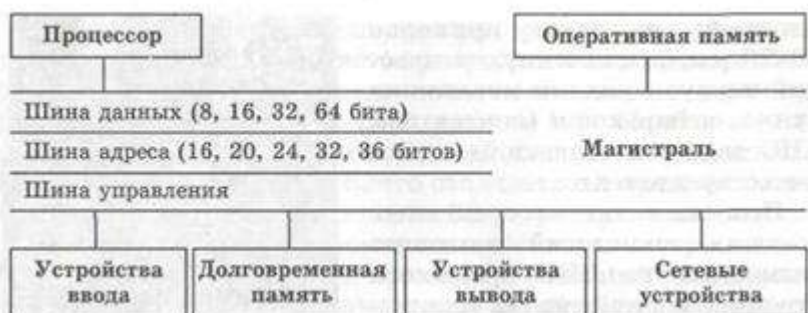 Процессор
Оперативная память
Шина данных (8, 16, 32, 64 бита)
Шина адреса (16, 20, 24, 32, 36 битов)
Магистраль
Шина управления
Устройства
ввода
Долговременная
память
Устройства
вывода
Сетевые
устройства